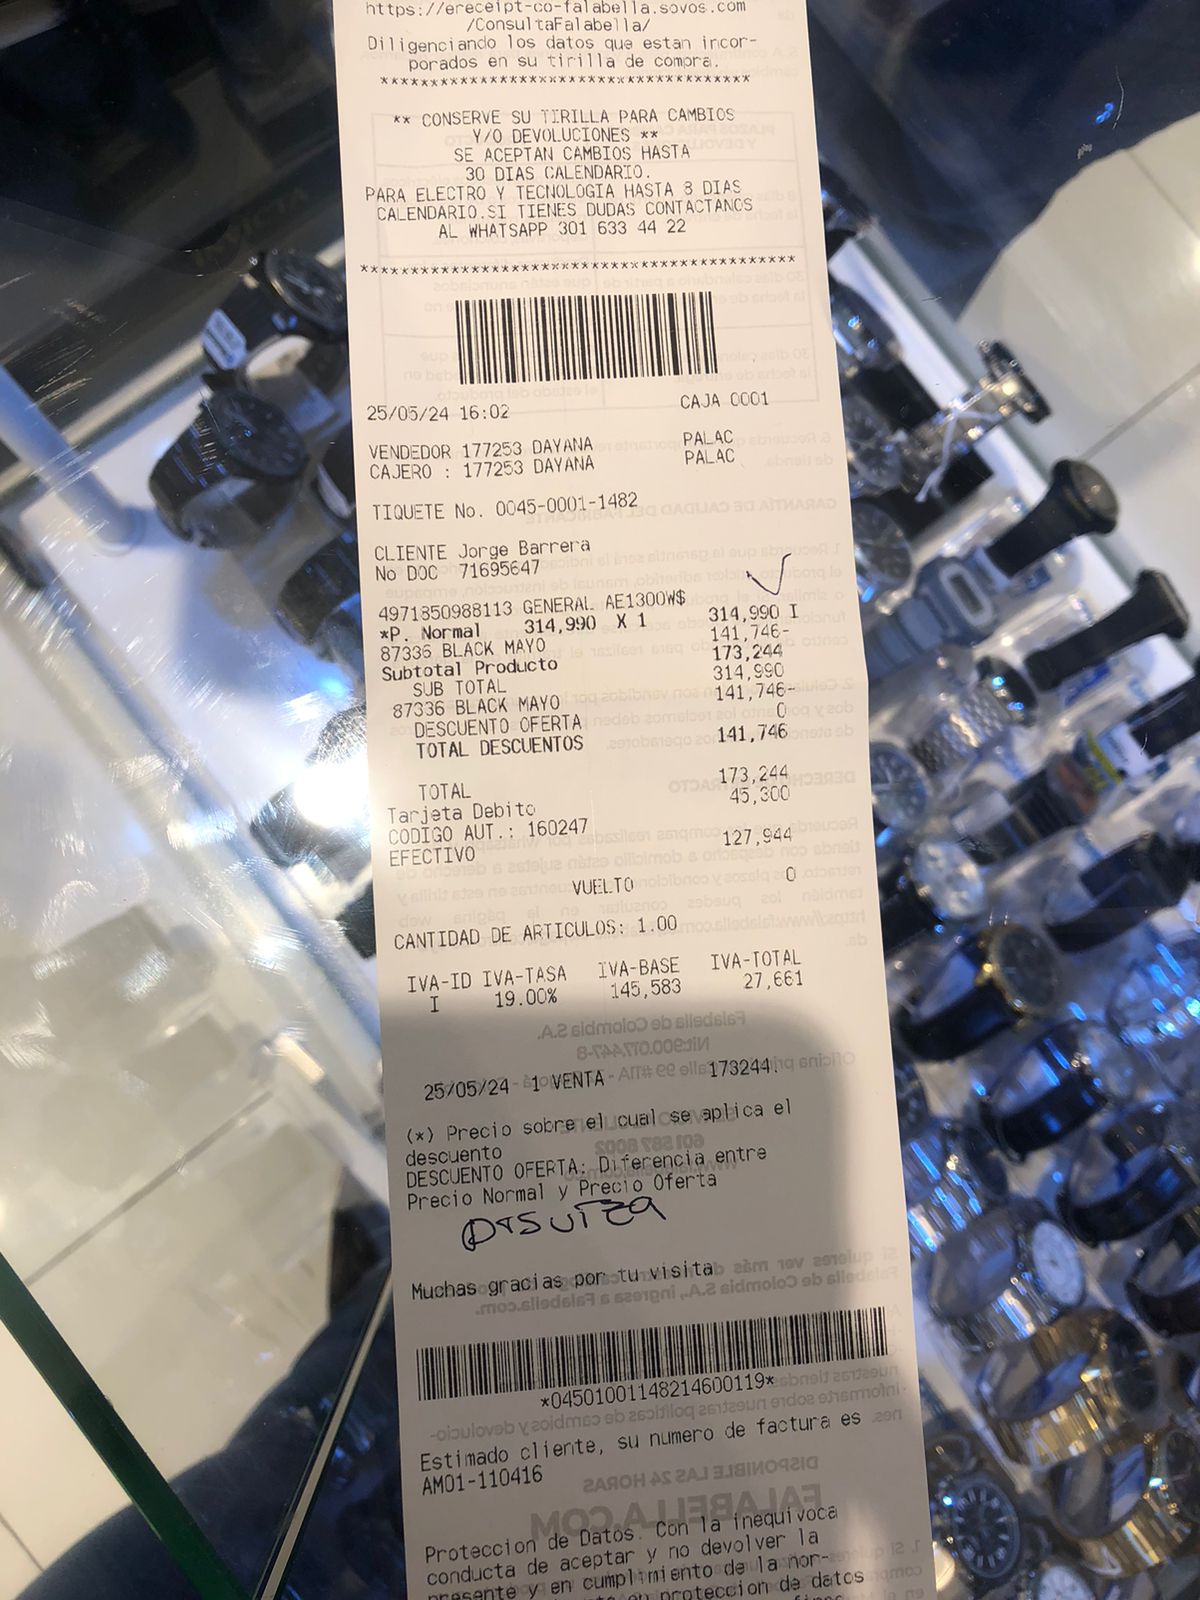 https://ereceipt-co-falabella.sovos.com
/ConsultaFalabella/
Diligenciando los datos que estan incor-
porados en su tirilla de compra.
*************************************
** CONSERVE SU TIRILLA PARA CAMBIOS
Y/O DEVOLUCIONES **
SE ACEPTAN CAMBIOS HASTA
30 DIAS CALENDARIO.
PARA ELECTRO Y TECNOLOGIA HASTA 8 DIAS
CALENDARIO.SI TIENES DUDAS CONTACTANOS
AL WHATSAPP 301 633 44 22
*******************************************
25/05/24 16:02 CAJA 0001
VENDEDOR 177253 DAYANA PALAC
CAJERO : 177253 DAYANA PALAC
TIQUETE No. 0045-0001-1482
CLIENTE Jorge Barrera
No DOC 71695647
4971850988113 GENERAL AE1300W$
*P. Normal 314,990 X 1 314,990 I
87336 BLACK MAYO 141,746-
Subtotal Producto 173,244
SUB TOTAL 314,990
87336 BLACK MAYO 141,746-
DESCUENTO OFERTA 0
TOTAL DESCUENTOS 141,746
TOTAL 173,244
Tarjeta Debito 45,300
CODIGO AUT.: 160247
EFECTIVO 127,944
VUELTO 0
CANTIDAD DE ARTICULOS: 1.00
IVA-ID IVA-TASA IVA-BASE IVA-TOTAL
I 19.00% 145,583 27,661
25/05/24 1 VENTA 173244.
(*) Precio sobre el cual se aplica el
descuento
DESCUENTO OFERTA: Diferencia entre
Precio Normal y Precio Oferta
Muchas gracias por tu visita
*04501001148214600119*
Estimado cliente, su numero de factura es
AM01-110416
Proteccion de Datos. Con la inequivoca
conducta de aceptar y no devolver la
presente y en cumplimiento de la nor-
proteccion de datos